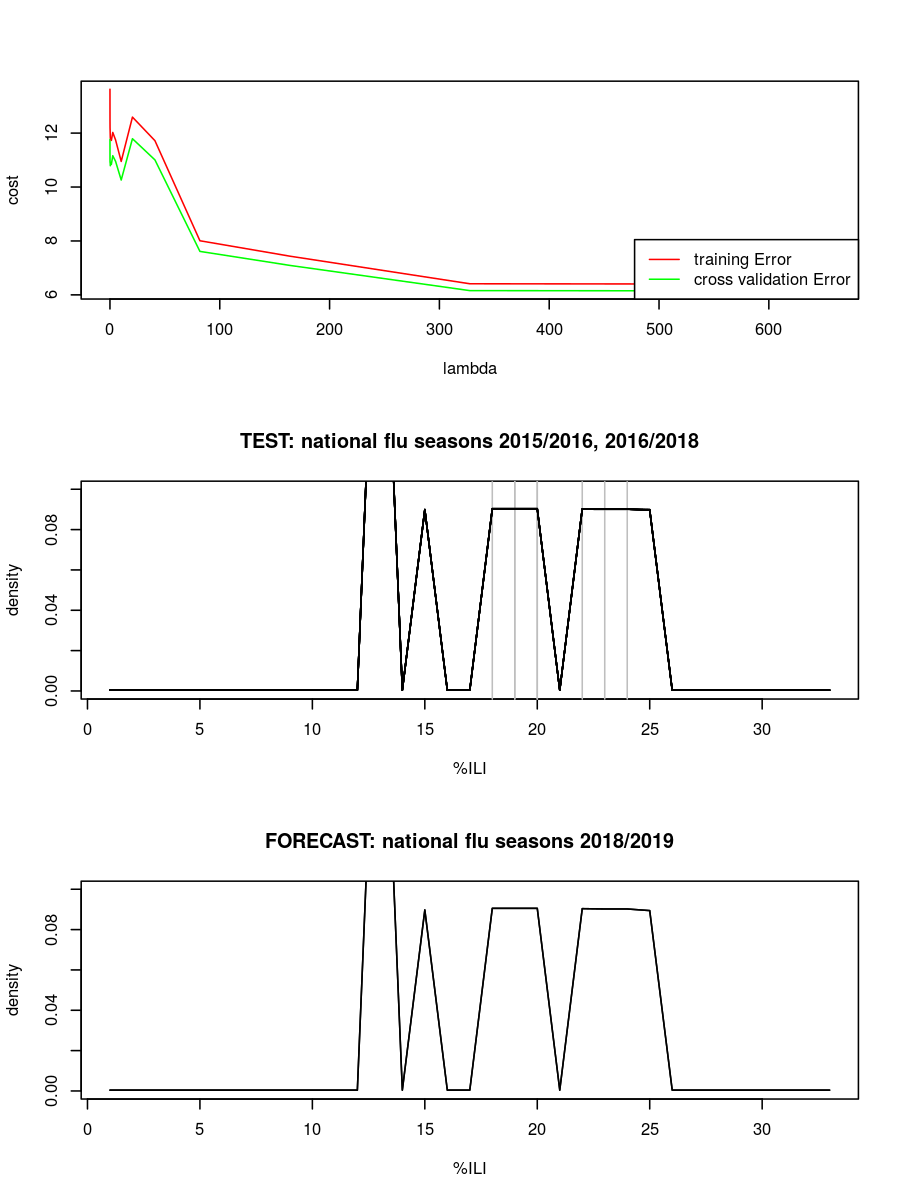 12
10
8
6
cost
training Error
cross validation Error
0 100 200 300 400 500 600
lambda
TEST: national flu seasons 2015/2016, 2016/2018
0.08
0.04
0.00
density
0 5 10 15 20 25 30
%ILI
FORECAST: national flu seasons 2018/2019
0.08
0.04
0.00
density
0 5 10 15 20 25 30
%ILI